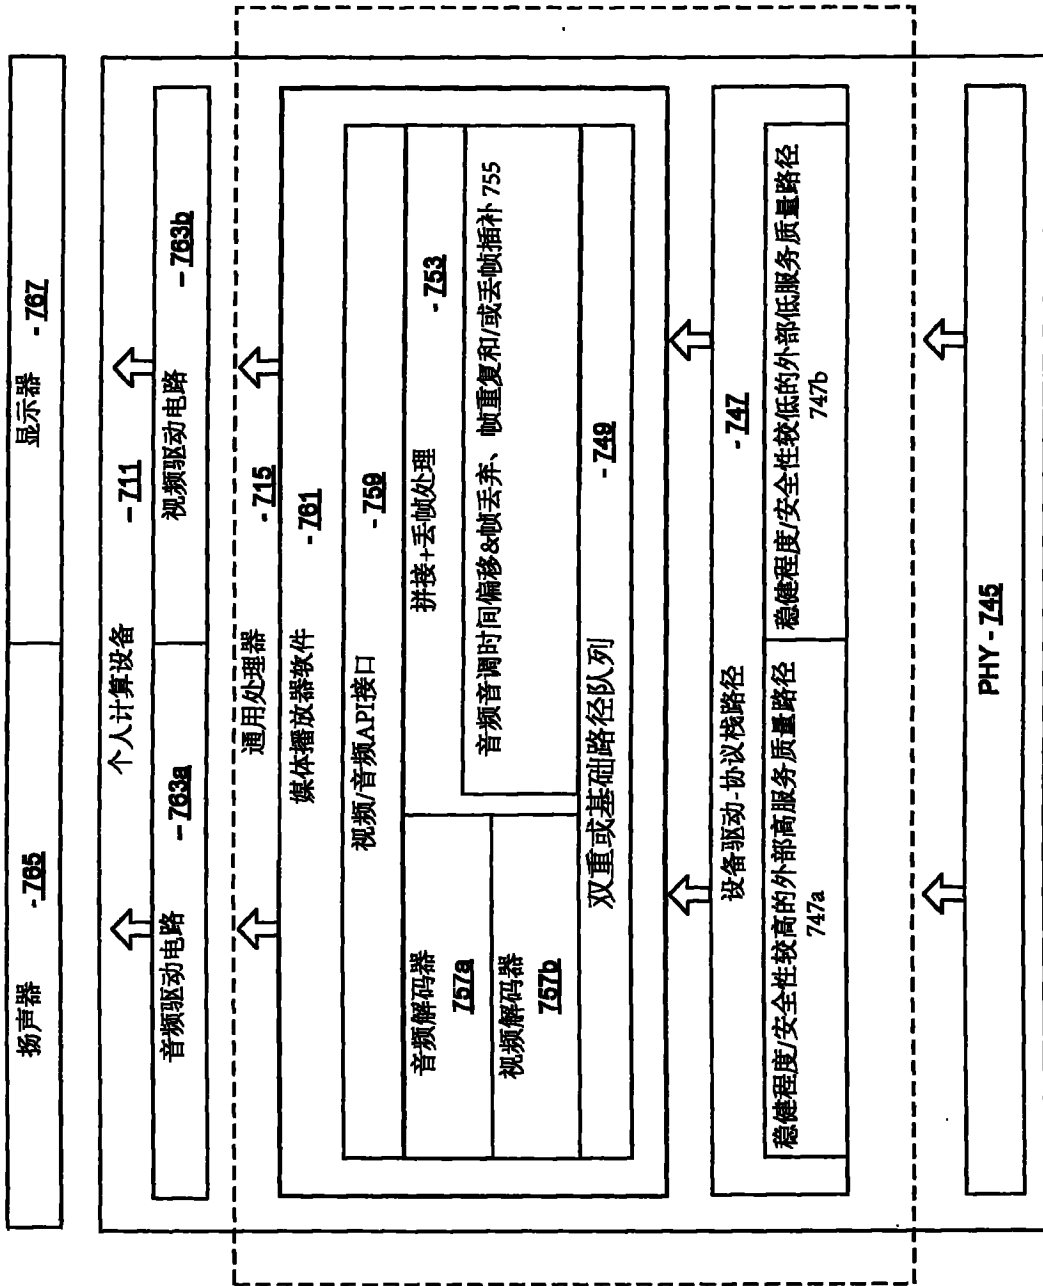 扬声器 - 765
显示器 - 767
个人计算设备 - 711
音频驱动电路 - 763a
视频驱动电路 - 763b
通用处理器 - 715
媒体播放器软件 - 761
视频/音频API接口 - 759
音频解码器
757a
视频解码器
757b
拼接+丢帧处理 - 753
音频音调时间偏移&帧丢弃、帧重复和/或丢帧插补 755
双重或基础路径队列 - 749
设备驱动-协议栈路径 - 747
稳健程度/安全性较高的外部高服务质量路径
747a
稳健程度/安全性较低的外部低服务质量路径
747b
PHY - 745